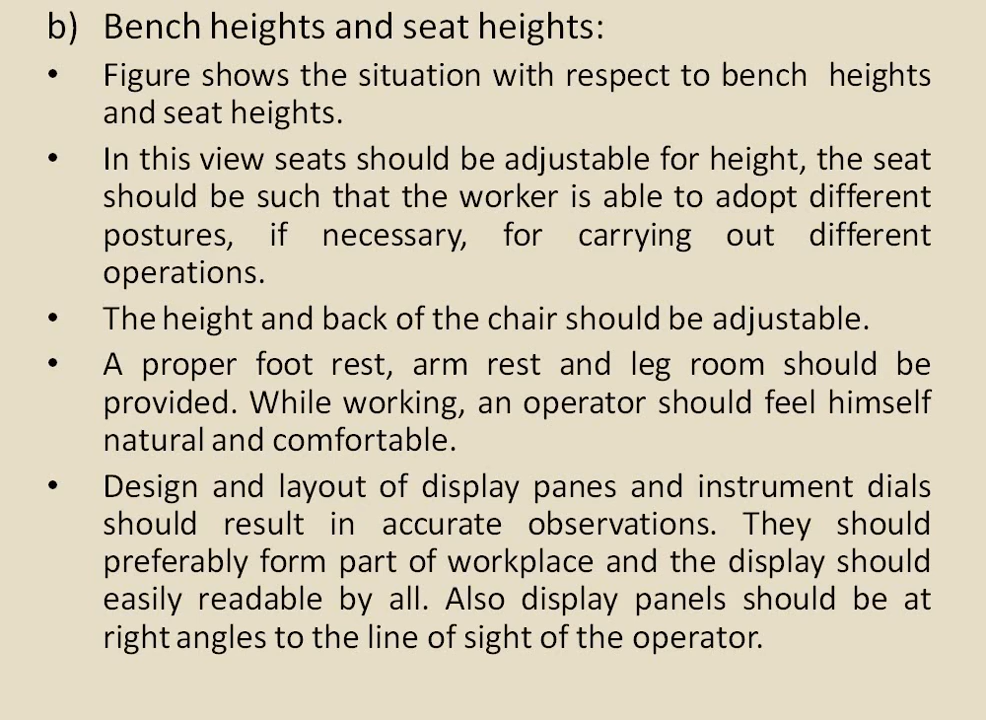 b) Bench heights and seat heights:
• Figure shows the situation with respect to bench heights
and seat heights.
• In this view seats should be adjustable for height, the seat
should be such that the worker is able to adopt different
postures, if necessary, for carrying out different
operations.
• The height and back of the chair should be adjustable.
• A proper foot rest, arm rest and leg room should be
provided. While working, an operator should feel himself
natural and comfortable.
• Design and layout of display panes and instrument dials
should result in accurate observations. They should
preferably form part of workplace and the display should
easily readable by all. Also display panels should be at
right angles to the line of sight of the operator.